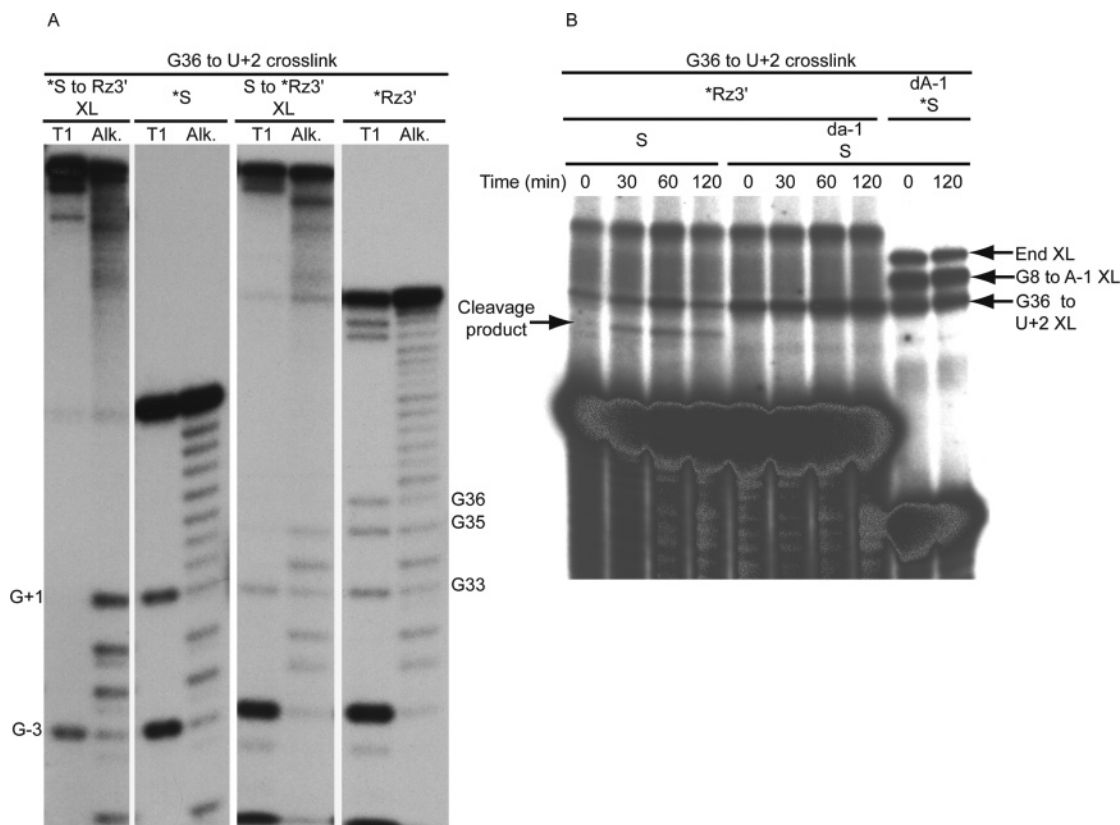 A
G36 to U+2 crosslink
*S to Rz3' XL
*S
S to *Rz3' XL
*Rz3'
T1 Alk. T1 Alk. T1 Alk. T1 Alk.
G36
G35
G+1
G33
G-3
B
G36 to U+2 crosslink
*Rz3'
dA-1 *S
S
da-1 S
Time (min) 0 30 60 120 0 30 60 120 0 120
End XL
G8 to A-1 XL
G36 to U+2 XL
Cleavage product